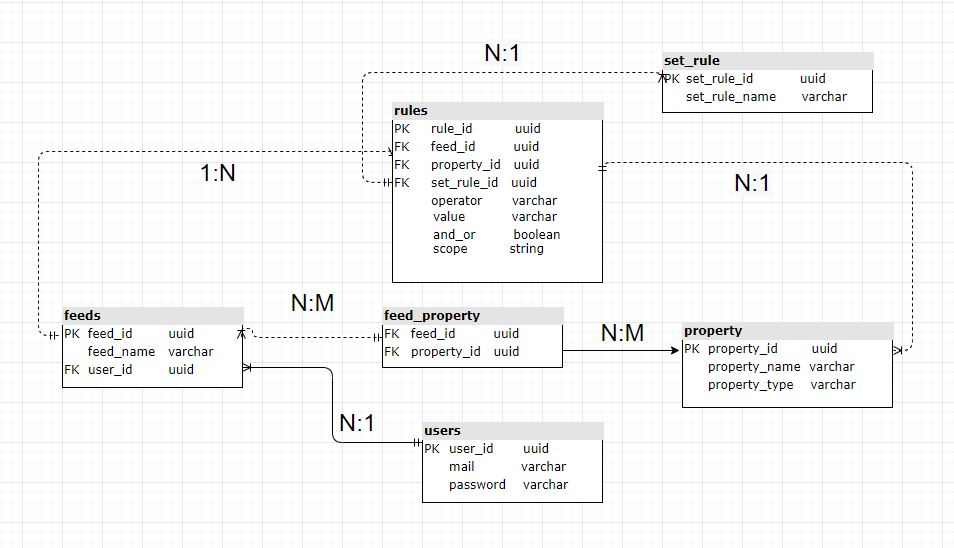 N:1
set_rule
PK set_rule_id uuid
set_rule_name varchar
rules
PK rule_id uuid
FK feed_id uuid
FK property_id uuid
FK set_rule_id uuid
operator varchar
value varchar
and_or boolean
scope string
1:N
N:1
feeds
PK feed_id uuid
feed_name varchar
FK user_id uuid
N:M
feed_property
FK feed_id uuid
FK property_id uuid
N:M
property
PK property_id uuid
property_name varchar
property_type varchar
N:1
users
PK user_id uuid
mail varchar
password varchar